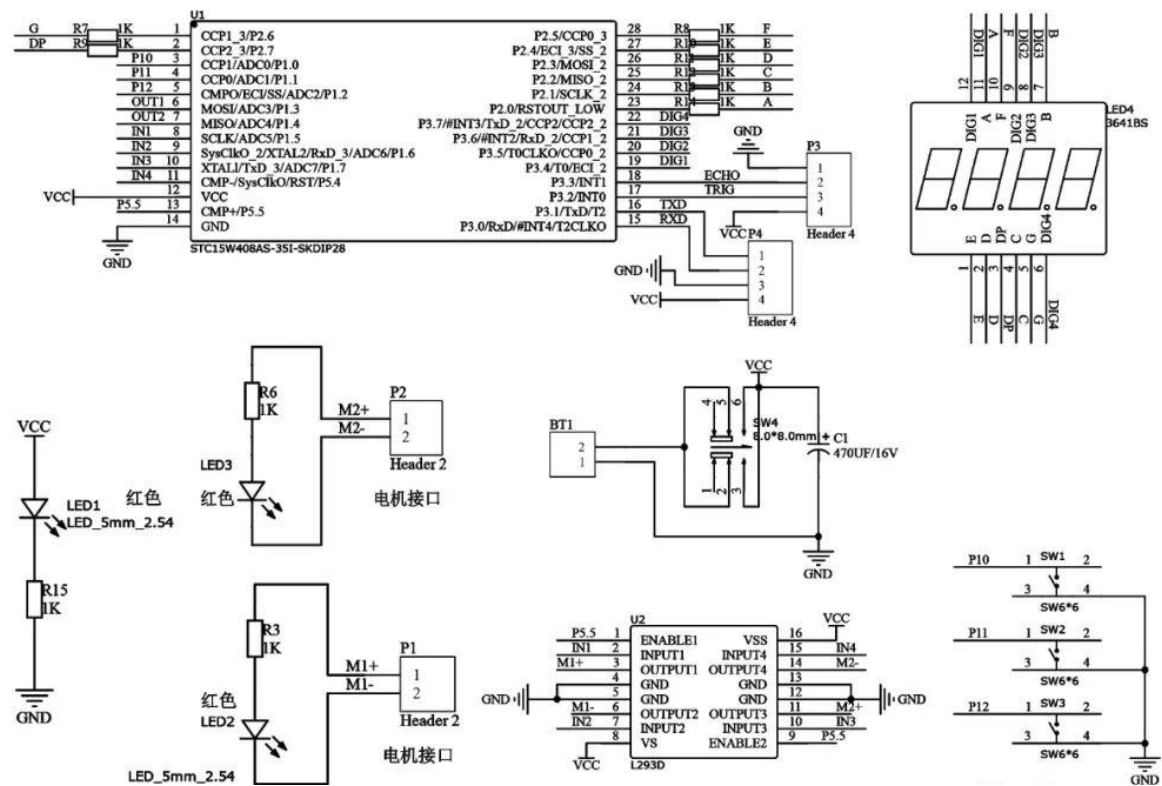 U1
G R7 1K 1 CCP1_3/P2.6 P2.5/CCP0_3 28 R8 1K F
DP R9 1K 2 CCP2_3/P2.7 P2.4/ECI_3/SS_2 27 R10 1K E
P10 3 CCP1/ADC0/P1.0 P2.3/MOSI_2 26 R11 1K D
P11 4 CCP0/ADC1/P1.1 P2.2/MISO_2 25 R12 1K C
P12 5 CMPO/ECI/SS/ADC2/P1.2 P2.1/SCLK_2 24 R13 1K B
OUT1 6 MOSI/ADC3/P1.3 P2.0/RSTOUT_LOW 23 R14 1K A
OUT2 7 MISO/ADC4/P1.4 P3.7/#INT3/TxD_2/CCP2/CCP2_2 22 DIG4
IN1 8 SCLK/ADC5/P1.5 P3.6/#INT2/RxD_2/CCP1_2 21 DIG3
IN2 9 SysClkO_2/XTAL2/RxD_3/ADC6/P1.6 P3.5/T0CLKO/CCP0_2 20 DIG2
IN3 10 XTALI/TxD_3/ADC7/P1.7 P3.4/T0/ECI_2 19 DIG1
IN4 11 CMP-/SysClkO/RST/P5.4 P3.3/INT1 18 ECHO
VCC 12 VCC P3.2/INT0 17 TRIG
P5.5 13 CMP+/P5.5 P3.1/TxD/T2 16 TXD
14 GND P3.0/RxD/#INT4/T2CLKO 15 RXD
GND
STC15W408AS-35I-SKDIP28
GND
P3
1
2
3
4
VCC
Header 4
P4
1
2
GND 3
VCC 4
Header 4
DIG1 A F DIG2 DIG3 B
12 11 10 9 8 7
LED4
3641BS
DIG1 A F DIG2 DIG3 B
E D DP C G DIG4
1 2 3 4 5 6
E D DP C G DIG4
VCC
LED1 红色
LED_5mm_2.54
R15
1K
GND
R6
1K
LED3
红色
M2+
M2-
P2
1
2
Header 2
电机接口
R3
1K
红色
LED2
LED_5mm_2.54
M1+
M1-
P1
1
2
Header 2
电机接口
BT1
2
1
VCC
4 5 6
SW4
8.0*8.0mm
1 2 3
+ C1
470UF/16V
GND
U2
VCC
P5.5 1 ENABLE1 VSS 16
IN1 2 INPUT1 INPUT4 15 IN4
M1+ 3 OUTPUT1 OUTPUT4 14 M2-
4 GND GND 13
GND 5 GND GND 12 GND
M1- 6 OUTPUT2 OUTPUT3 11 M2+
IN2 7 INPUT2 INPUT3 10 IN3
8 VS ENABLE2 9 P5.5
VCC
L293D
P10 1 SW1 2
3 4
SW6*6
P11 1 SW2 2
3 4
SW6*6
P12 1 SW3 2
3 4
SW6*6
GND